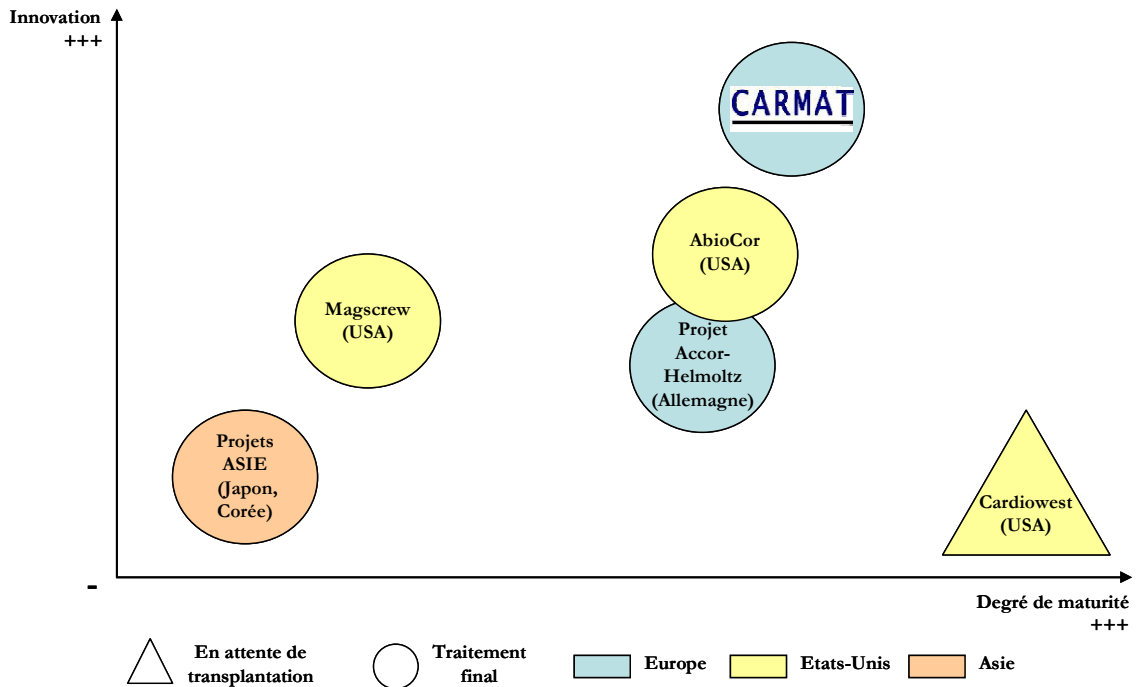 Innovation
+++
CARMAT
AbioCor
(USA)
Magscrew
(USA)
Projet
Accor-
Helmoltz
(Allemagne)
Projets
ASIE
(Japon,
Corée)
Cardiowest
(USA)
-
Degré de maturité
+++
En attente de
transplantation
Traitement
final
Europe
Etats-Unis
Asie